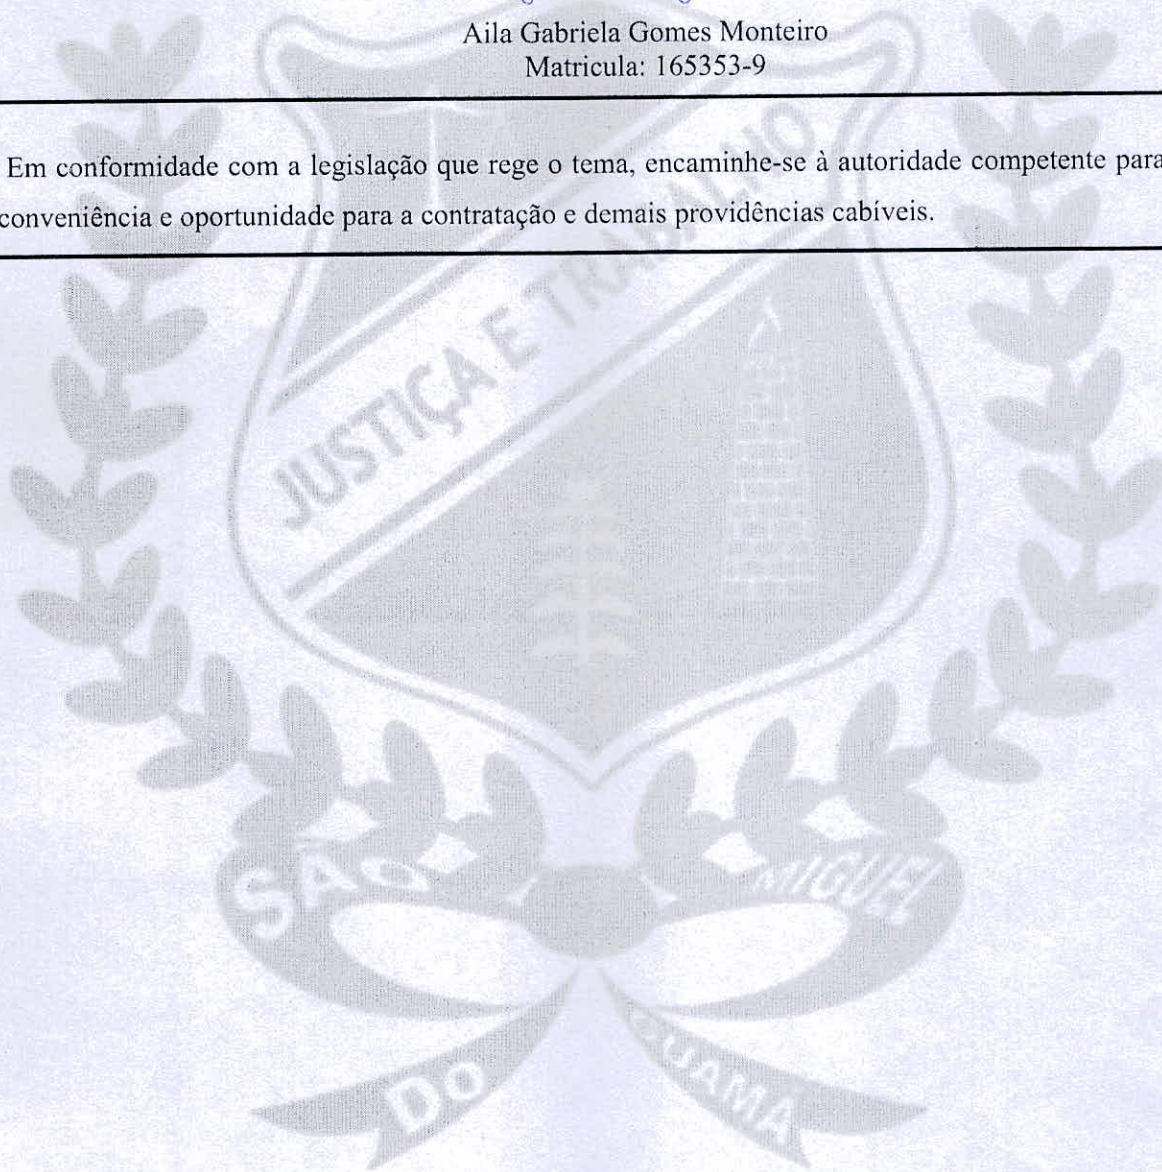 Aila Gabriela Gomes Monteiro
Matricula: 165353-9
Em conformidade com a legislação que rege o tema, encaminhe-se à autoridade competente para
conveniência e oportunidade para a contratação e demais providências cabíveis.
JUSTIÇA E TRABALHO
SÃO MIGUEL
DO GUAMÁ